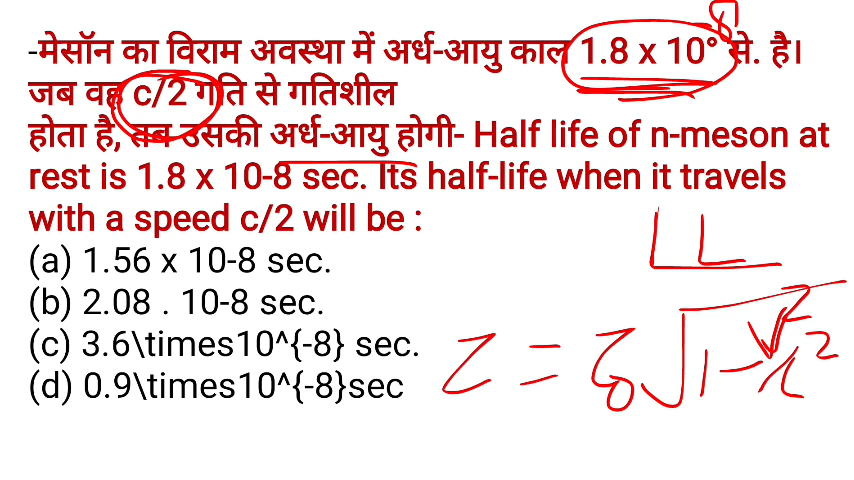 -मेसॉन का विराम अवस्था में अर्ध-आयु काल 1.8 x 10° से. है।
8
जब वह c/2 गति से गतिशील
होता है, तब उसकी अर्ध-आयु होगी- Half life of n-meson at
rest is 1.8 x 10-8 sec. Its half-life when it travels
with a speed c/2 will be :
(a) 1.56 x 10-8 sec.
(b) 2.08 . 10-8 sec.
(c) 3.6\times10^{-8} sec.
(d) 0.9\times10^{-8}sec